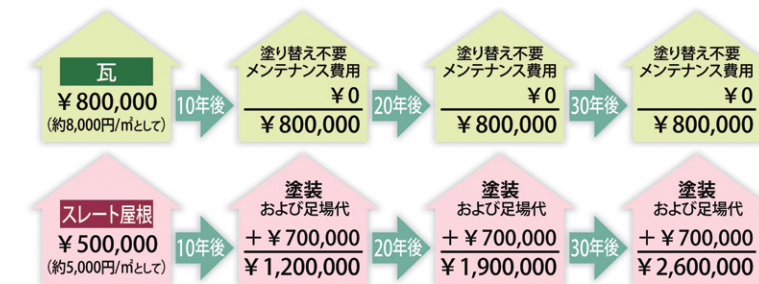 瓦
¥800,000
(約8,000円/㎡として)
10年後
塗り替え不要
メンテナンス費用
¥0
¥800,000
20年後
塗り替え不要
メンテナンス費用
¥0
¥800,000
30年後
塗り替え不要
メンテナンス費用
¥0
¥800,000
スレート屋根
¥500,000
(約5,000円/㎡として)
10年後
塗装
および足場代
+¥700,000
¥1,200,000
20年後
塗装
および足場代
+¥700,000
¥1,900,000
30年後
塗装
および足場代
+¥700,000
¥2,600,000